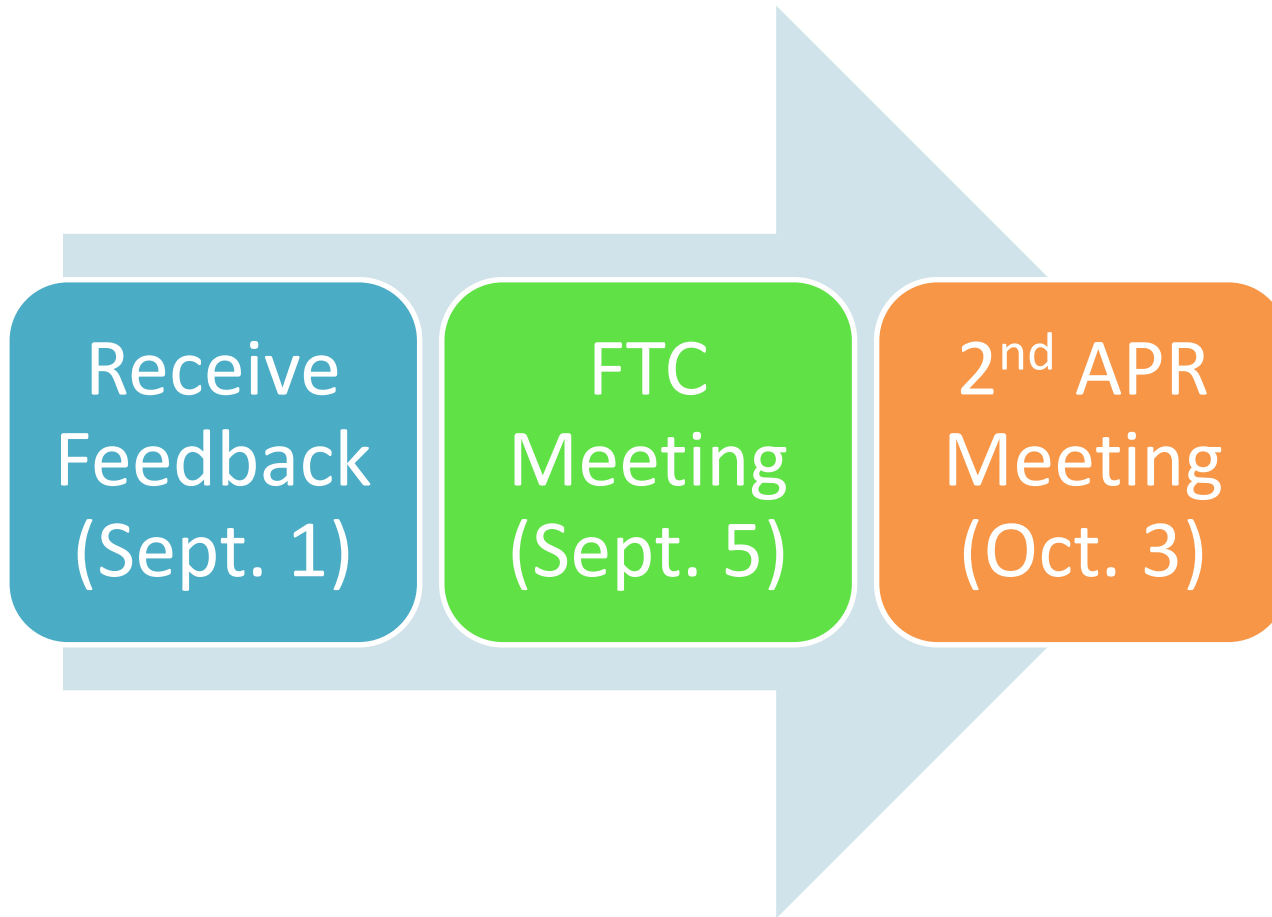 Receive
Feedback
(Sept. 1)
FTC
Meeting
(Sept. 5)
2nd APR
Meeting
(Oct. 3)